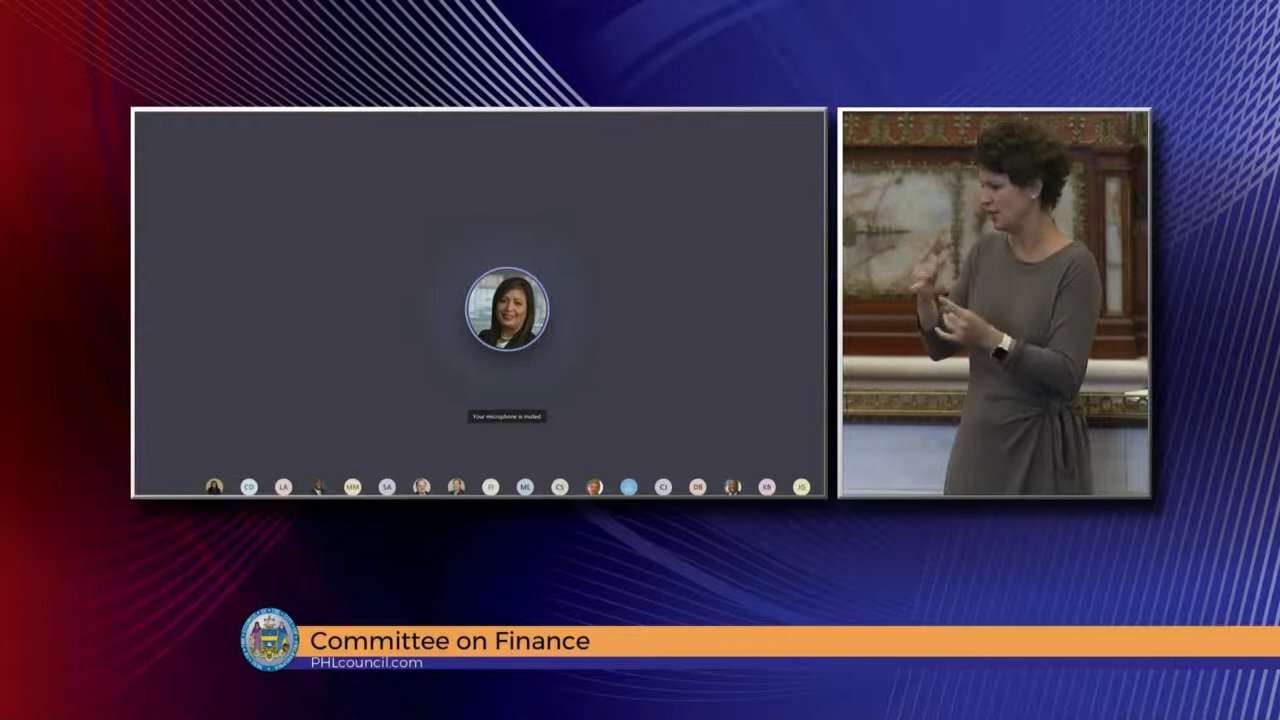 Your microphone is muted.
CO LA MM SA FI ML CS CJ DB KB JG
Committee on Finance
PHLcouncil.com